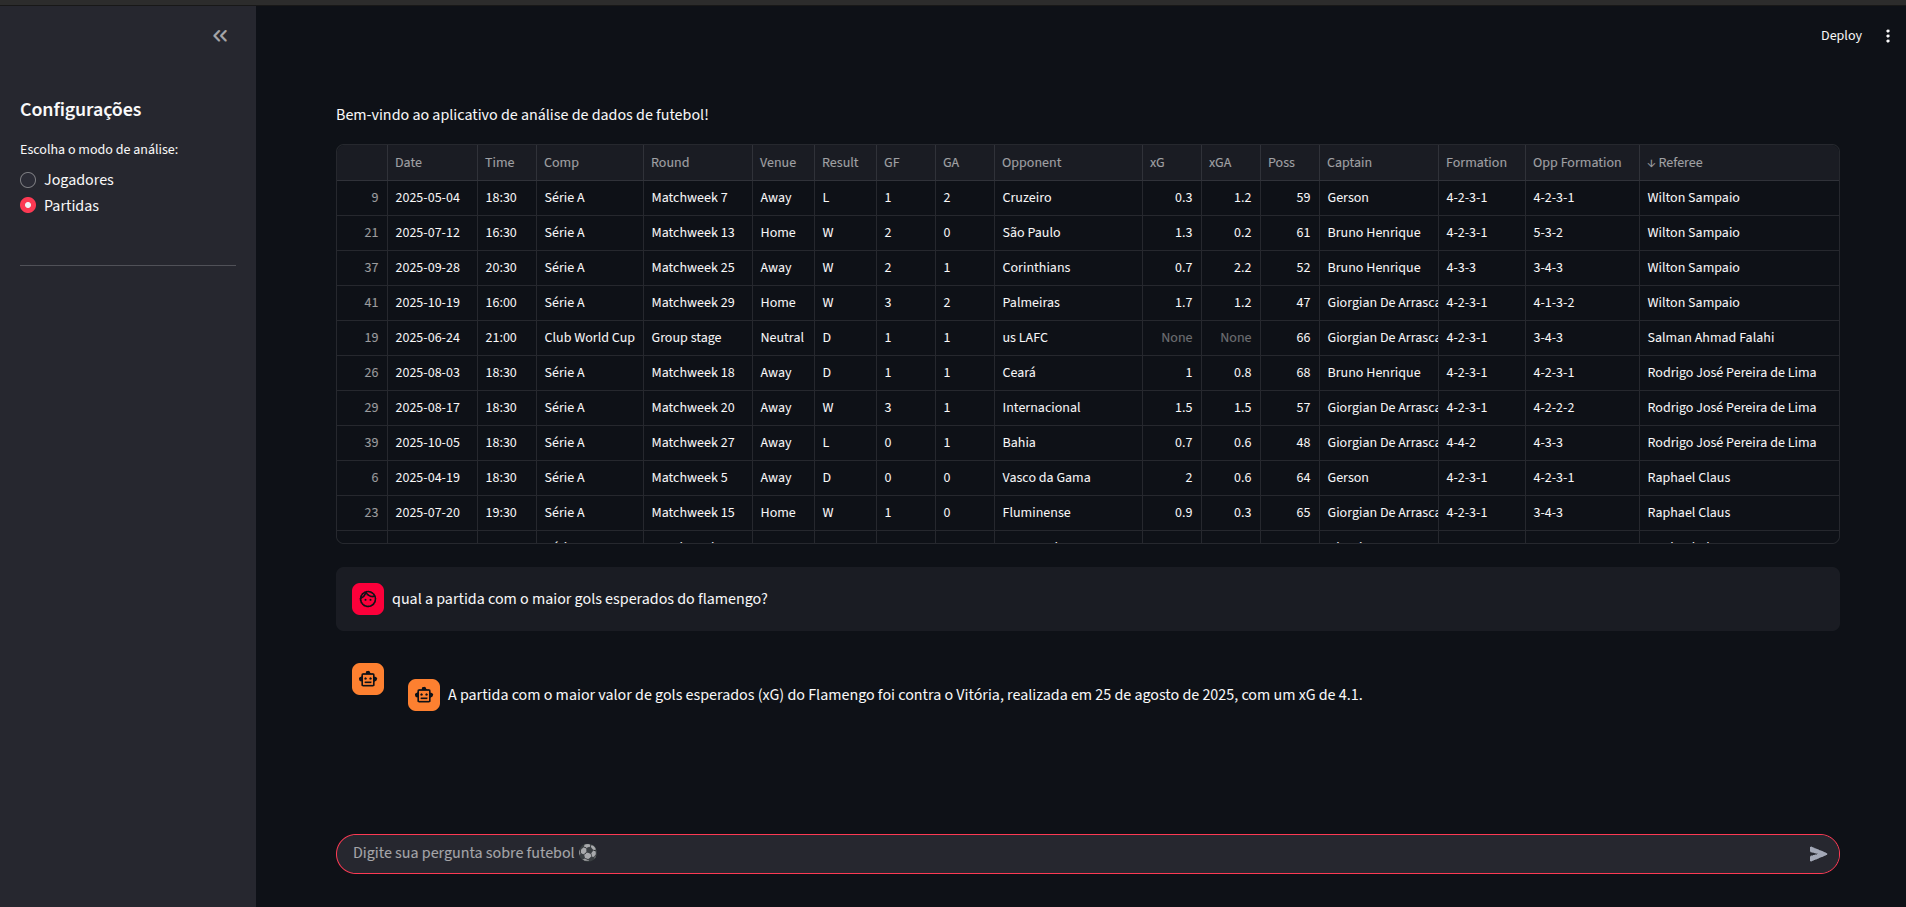 Deploy
Configurações
Escolha o modo de análise:
Jogadores
Partidas
Bem-vindo ao aplicativo de análise de dados de futebol!
Date Time Comp Round Venue Result GF GA Opponent xG xGA Poss Captain Formation Opp Formation ↓ Referee
9 2025-05-04 18:30 Série A Matchweek 7 Away L 1 2 Cruzeiro 0.3 1.2 59 Gerson 4-2-3-1 4-2-3-1 Wilton Sampaio
21 2025-07-12 16:30 Série A Matchweek 13 Home W 2 0 São Paulo 1.3 0.2 61 Bruno Henrique 4-2-3-1 5-3-2 Wilton Sampaio
37 2025-09-28 20:30 Série A Matchweek 25 Away W 2 1 Corinthians 0.7 2.2 52 Bruno Henrique 4-3-3 3-4-3 Wilton Sampaio
41 2025-10-19 16:00 Série A Matchweek 29 Home W 3 2 Palmeiras 1.7 1.2 47 Giorgian De Arrasca 4-2-3-1 4-1-3-2 Wilton Sampaio
19 2025-06-24 21:00 Club World Cup Group stage Neutral D 1 1 us LAFC None None 66 Giorgian De Arrasca 4-2-3-1 3-4-3 Salman Ahmad Falahi
26 2025-08-03 18:30 Série A Matchweek 18 Away D 1 1 Ceará 1 0.8 68 Bruno Henrique 4-2-3-1 4-2-3-1 Rodrigo José Pereira de Lima
29 2025-08-17 18:30 Série A Matchweek 20 Away W 3 1 Internacional 1.5 1.5 57 Giorgian De Arrasca 4-2-3-1 4-2-2-2 Rodrigo José Pereira de Lima
39 2025-10-05 18:30 Série A Matchweek 27 Away L 0 1 Bahia 0.7 0.6 48 Giorgian De Arrasca 4-4-2 4-3-3 Rodrigo José Pereira de Lima
6 2025-04-19 18:30 Série A Matchweek 5 Away D 0 0 Vasco da Gama 2 0.6 64 Gerson 4-2-3-1 4-2-3-1 Raphael Claus
23 2025-07-20 19:30 Série A Matchweek 15 Home W 1 0 Fluminense 0.9 0.3 65 Giorgian De Arrasca 4-2-3-1 3-4-3 Raphael Claus
qual a partida com o maior gols esperados do flamengo?
A partida com o maior valor de gols esperados (xG) do Flamengo foi contra o Vitória, realizada em 25 de agosto de 2025, com um xG de 4.1.
Digite sua pergunta sobre futebol ⚽